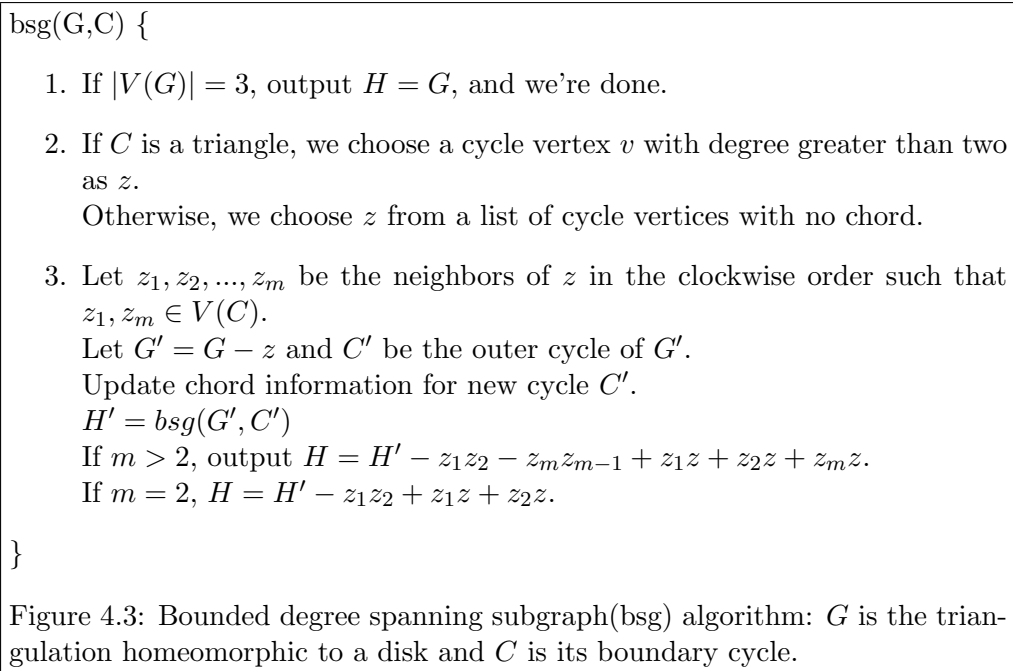 bsg(G,C) {
1. If |V(G)| = 3, output H = G, and we're done.
2. If C is a triangle, we choose a cycle vertex v with degree greater than two
as z.
Otherwise, we choose z from a list of cycle vertices with no chord.
3. Let z₁, z₂, ..., zₘ be the neighbors of z in the clockwise order such that
z₁, zₘ ∈ V(C).
Let G′ = G − z and C′ be the outer cycle of G′.
Update chord information for new cycle C′.
H′ = bsg(G′, C′)
If m > 2, output H = H′ − z₁z₂ − zₘzₘ₋₁ + z₁z + z₂z + zₘz.
If m = 2, H = H′ − z₁z₂ + z₁z + z₂z.
}
Figure 4.3: Bounded degree spanning subgraph(bsg) algorithm: G is the trian-
gulation homeomorphic to a disk and C is its boundary cycle.